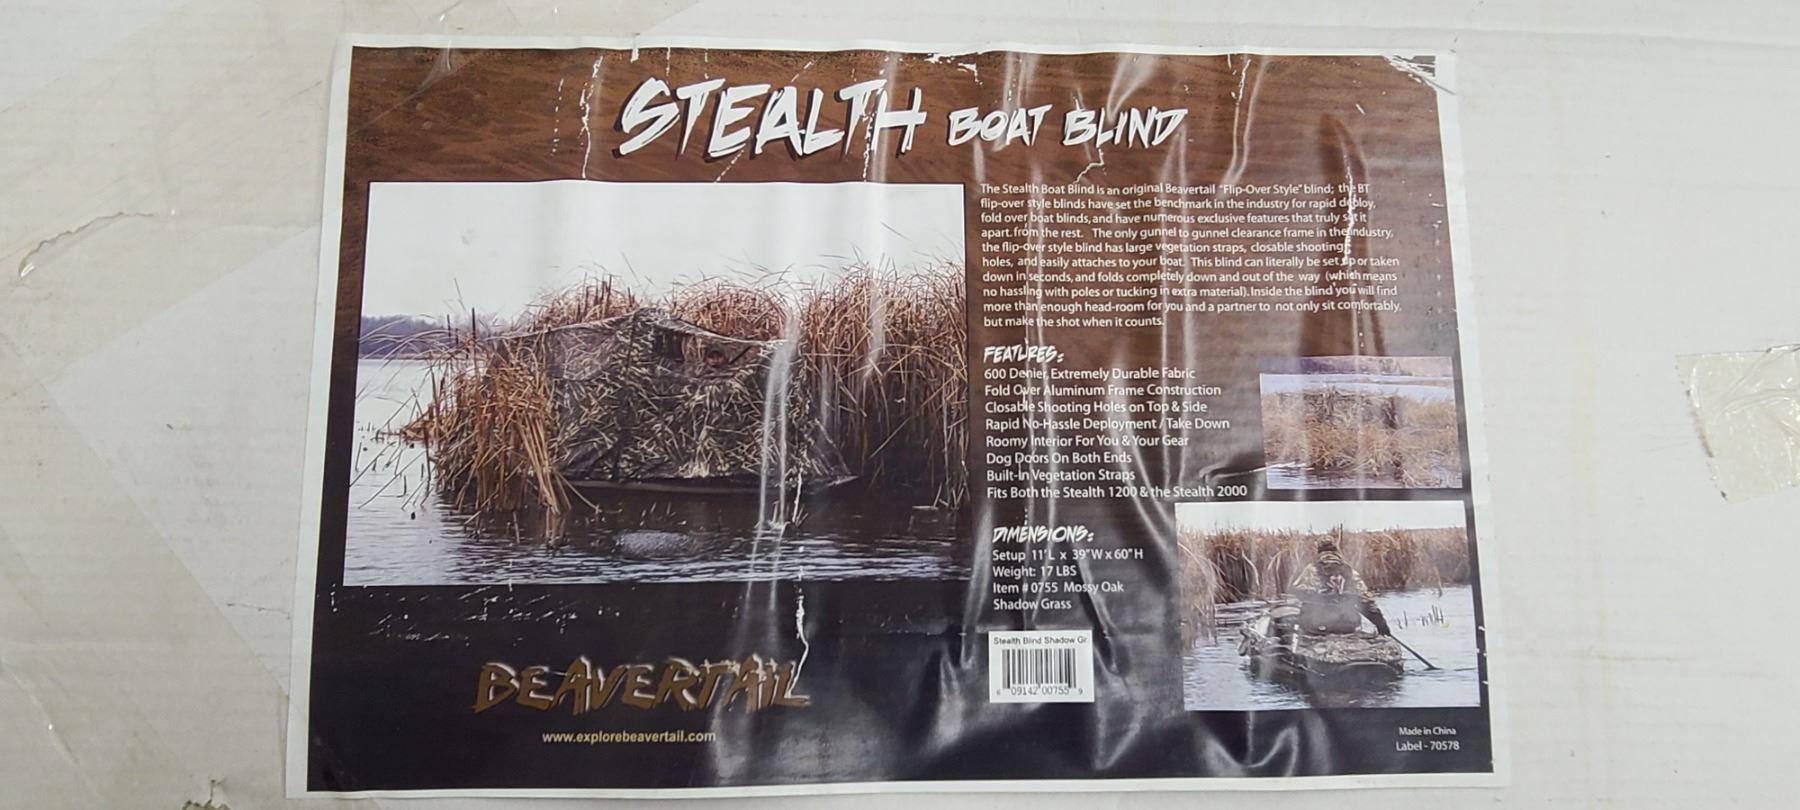 STEALTH BOAT BLIND
The Stealth Boat Blind is an original Beavertail "Flip-Over Style" blind; the BT
flip-over style blinds have set the benchmark in the industry for rapid deploy,
fold over boat blinds, and have numerous exclusive features that truly set it
apart from the rest. The only gunnel to gunnel clearance frame in the industry,
the flip-over style blind has large vegetation straps, closable shooting
holes, and easily attaches to your boat. This blind can literally be set up or taken
down in seconds, and folds completely down and out of the way (which means
no hassling with poles or tucking in extra material). Inside the blind you will find
more than enough head-room for you and a partner to not only sit comfortably,
but make the shot when it counts.
FEATURES:
600 Denier, Extremely Durable Fabric
Fold Over Aluminum Frame Construction
Closable Shooting Holes on Top & Side
Rapid No-Hassle Deployment / Take Down
Roomy Interior For You & Your Gear
Dog Doors On Both Ends
Built-In Vegetation Straps
Fits Both the Stealth 1200 & the Stealth 2000
DIMENSIONS:
Setup 11'L x 39"W x 60"H
Weight: 17 LBS
Item # 0755 Mossy Oak
Shadow Grass
Stealth Blind Shadow Gr
6 09142 00755 9
BEAVERTAIL
www.explorebeavertail.com
Made in China
Label - 70578